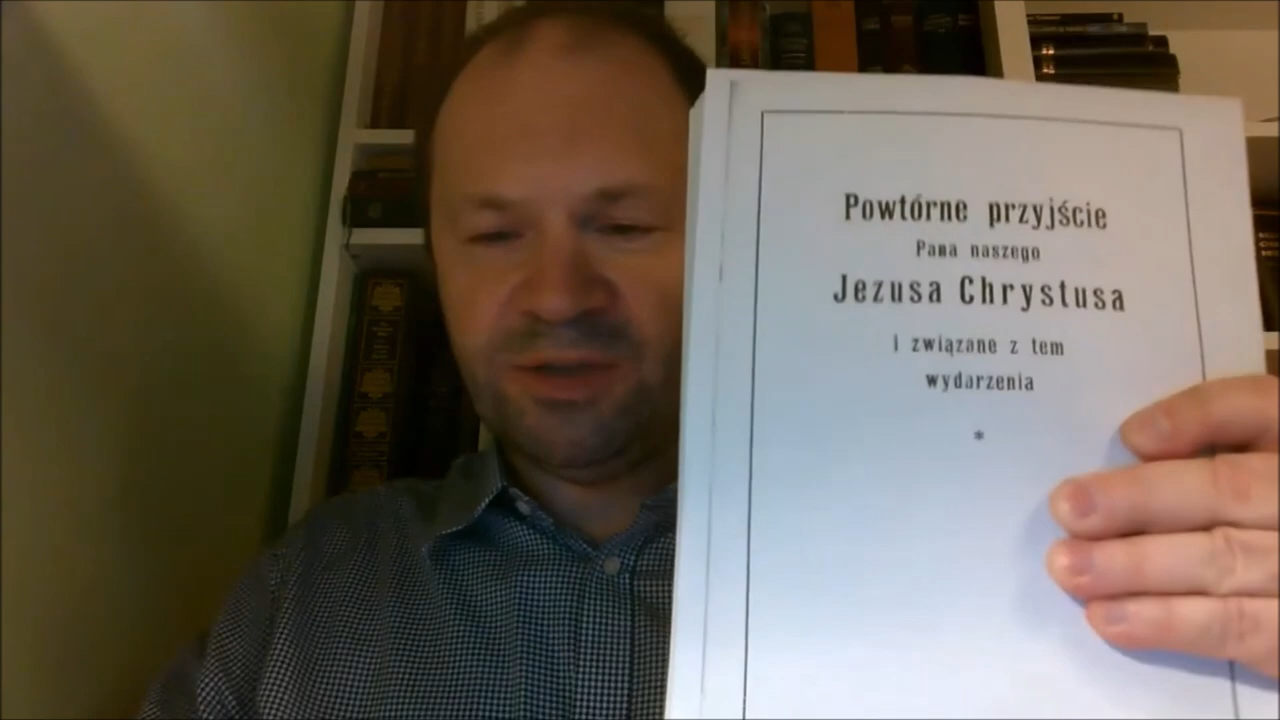 Powtórne przyjście
Pana naszego
Jezusa Chrystusa
i związane z tem
wydarzenia
*